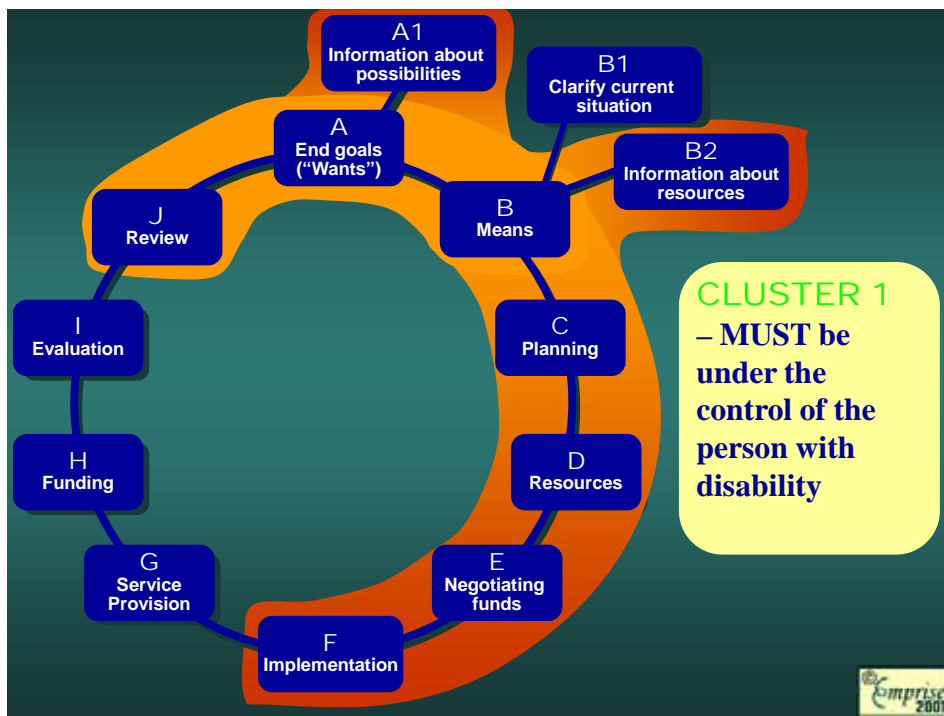 A1
Information about
possibilities
B1
Clarify current
situation
A
End goals
(“Wants”)
B2
Information about
resources
B
Means
J
Review
I
Evaluation
C
Planning
H
Funding
D
Resources
G
Service
Provision
E
Negotiating
funds
F
Implementation
CLUSTER 1
– MUST be
under the
control of the
person with
disability
©
Emprise
2001